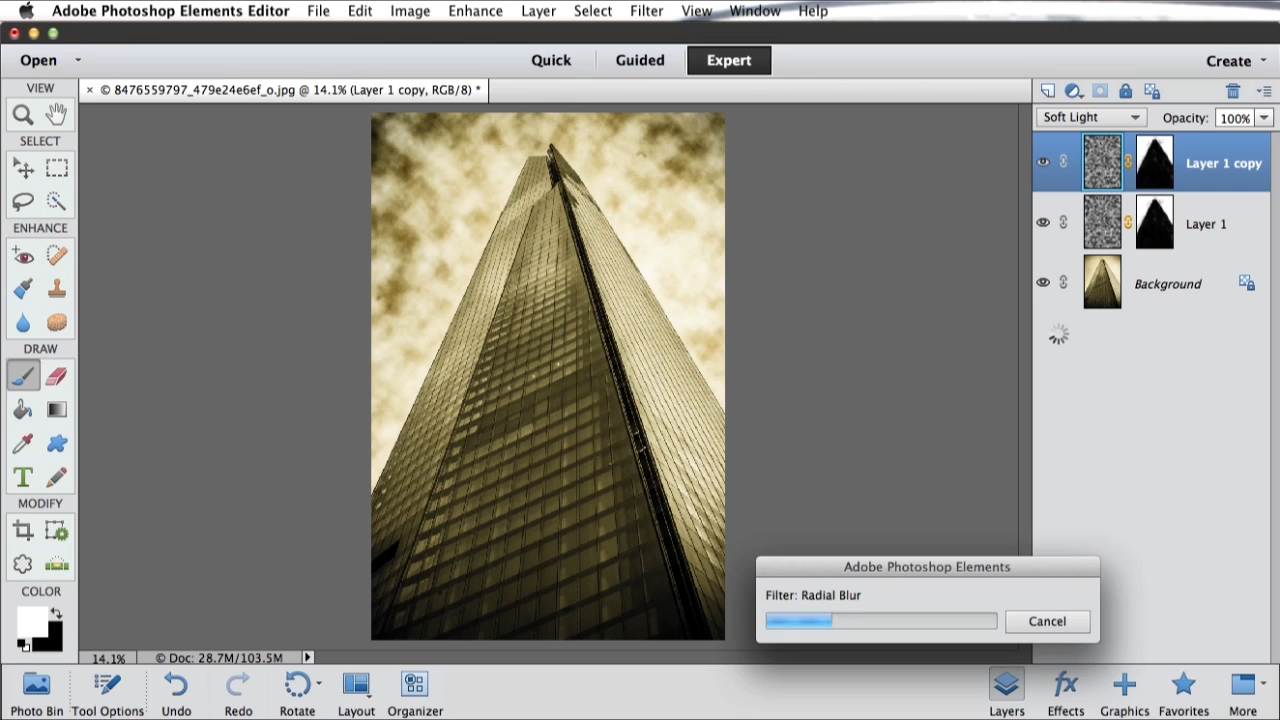 Adobe Photoshop Elements Editor File Edit Image Enhance Layer Select Filter View Window Help
Open Quick Guided Expert Create
VIEW
× © 8476559797_479e24e6ef_o.jpg @ 14.1% (Layer 1 copy, RGB/8) *
Soft Light Opacity: 100%
SELECT
Layer 1 copy
ENHANCE
Layer 1
Background
DRAW
T
MODIFY
Adobe Photoshop Elements
Filter: Radial Blur
COLOR
Cancel
14.1% © Doc: 28.7M/103.5M
Photo Bin Tool Options Undo Redo Rotate Layout Organizer Layers fx Effects Graphics Favorites More